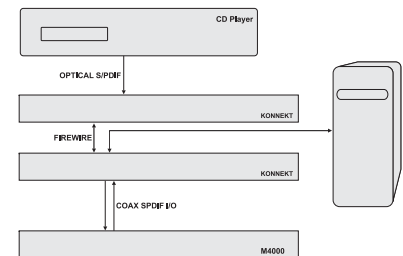 CD Player
OPTICAL S/PDIF
KONNEKT
FIREWIRE
KONNEKT
COAX SPDIF I/O
M4000